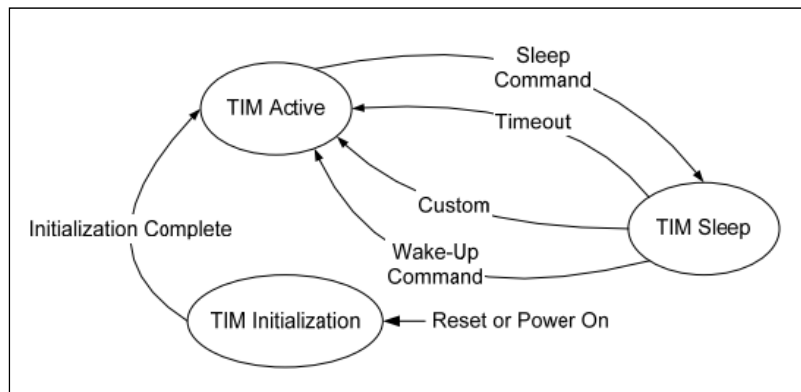 Sleep
Command
TIM Active
Timeout
Custom
TIM Sleep
Initialization Complete
Wake-Up
Command
TIM Initialization
Reset or Power On